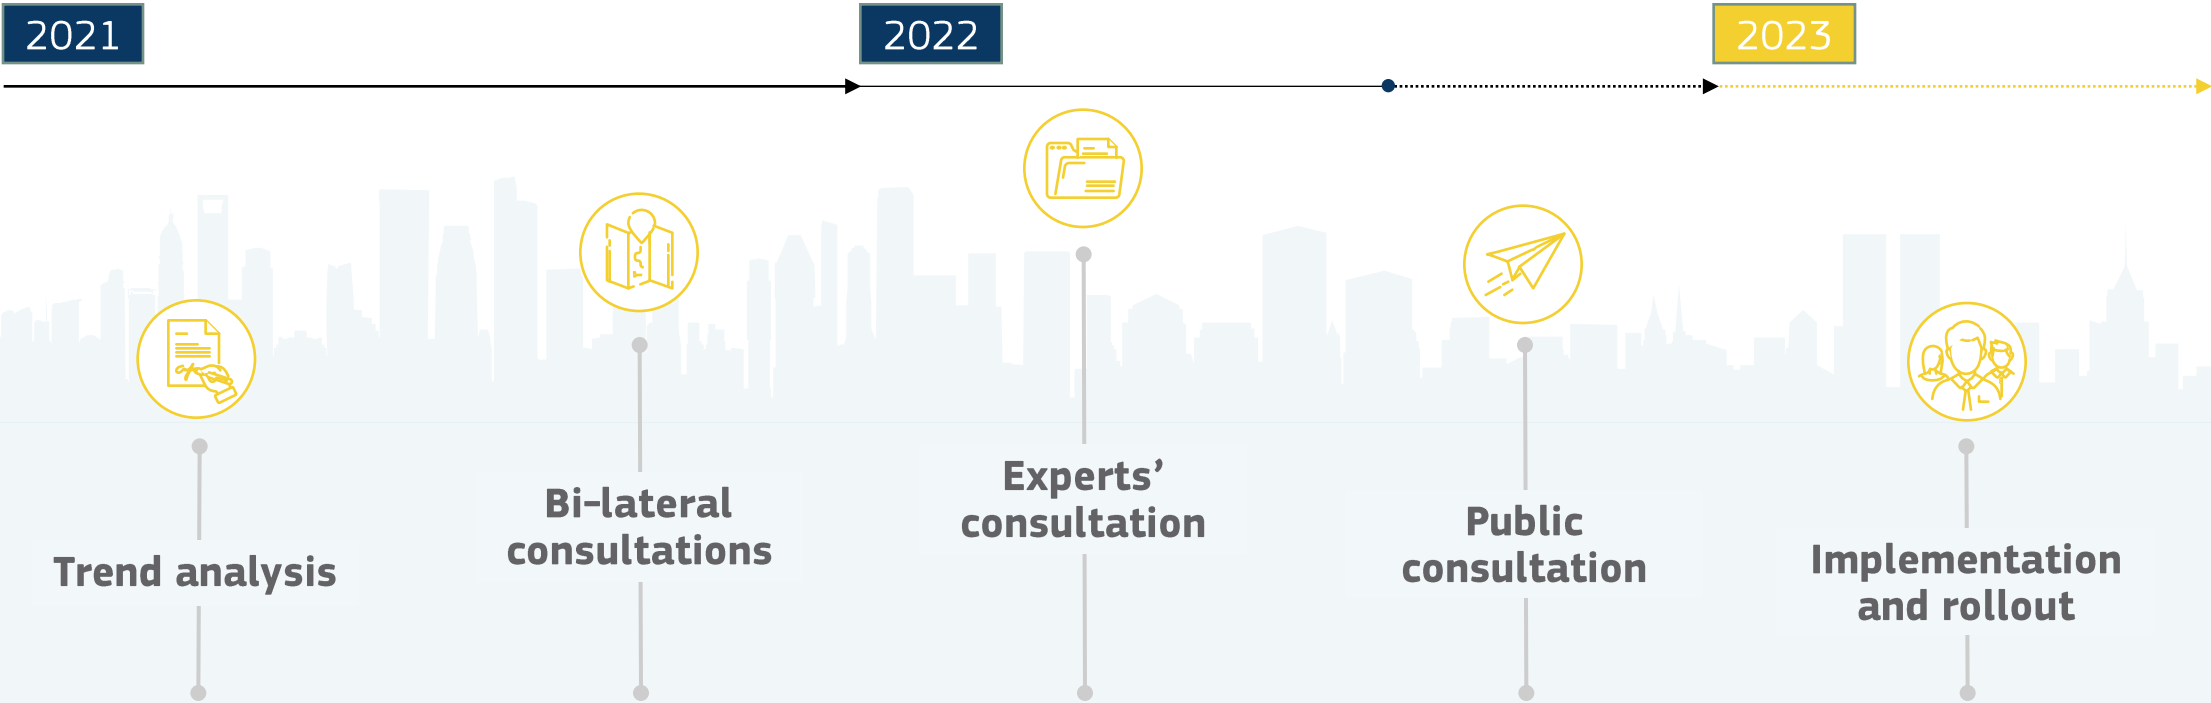 2021
2022
2023
Trend analysis
Bi-lateral
consultations
Experts’
consultation
Public
consultation
Implementation
and rollout